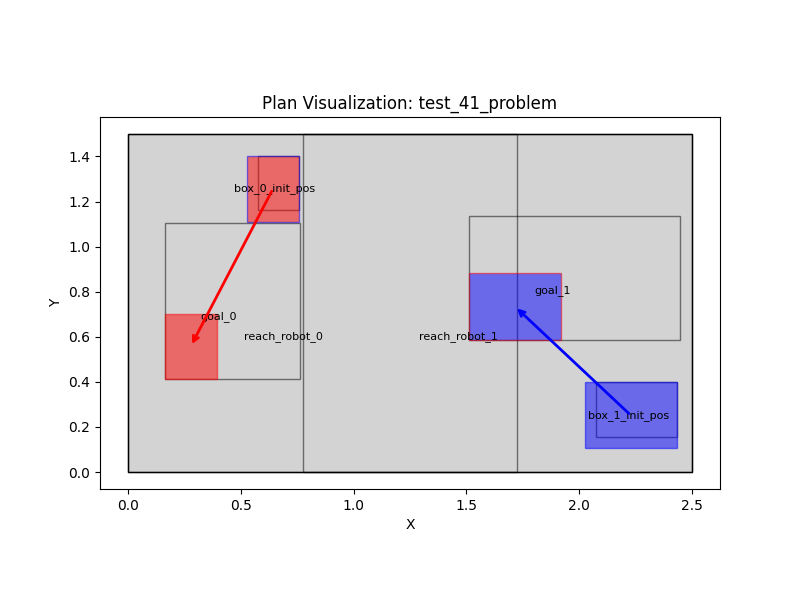 Plan Visualization: test_41_problem
Y
1.4
1.2
1.0
0.8
0.6
0.4
0.2
0.0
box_0_init_pos
goal_1
goal_0
reach_robot_0
reach_robot_1
box_1_init_pos
0.0
0.5
1.0
1.5
2.0
2.5
X